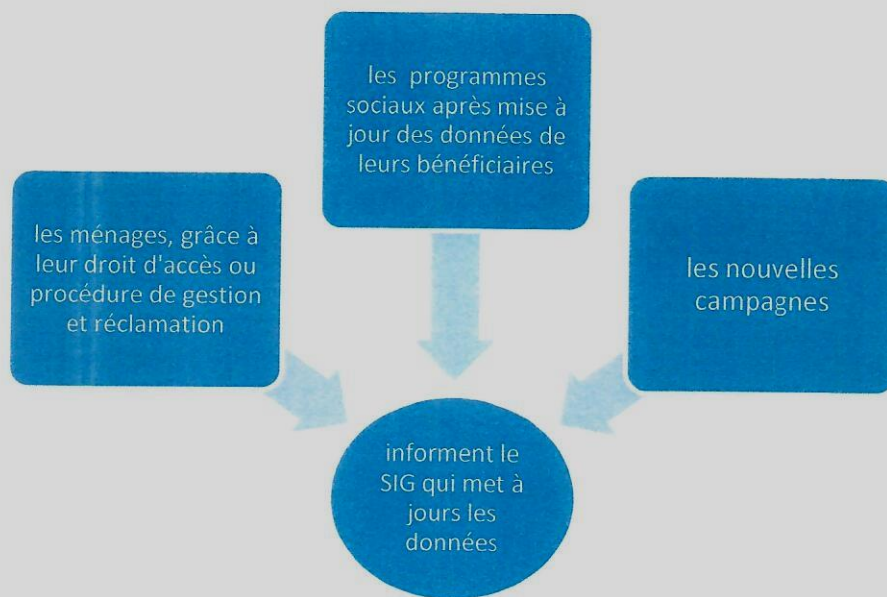 les programmes
sociaux après mise à
jour des données de
leurs bénéficiaires
les ménages, grâce à
leur droit d'accès ou
procédure de gestion
et réclamation
les nouvelles
campagnes
informent le
SIG qui met à
jours les
données